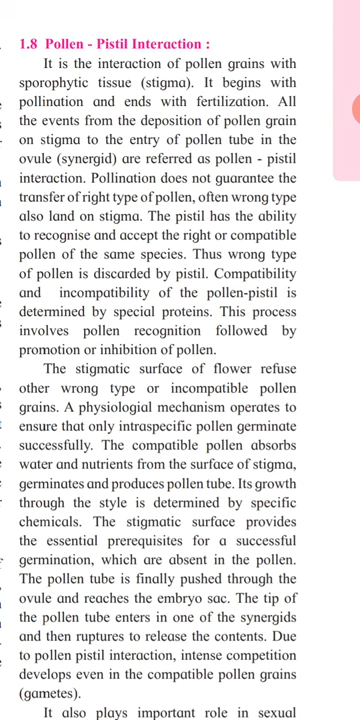 1.8 Pollen - Pistil Interaction :
It is the interaction of pollen grains with
sporophytic tissue (stigma). It begins with
pollination and ends with fertilization. All
the events from the deposition of pollen grain
on stigma to the entry of pollen tube in the
ovule (synergid) are referred as pollen - pistil
interaction. Pollination does not guarantee the
transfer of right type of pollen, often wrong type
also land on stigma. The pistil has the ability
to recognise and accept the right or compatible
pollen of the same species. Thus wrong type
of pollen is discarded by pistil. Compatibility
and incompatibility of the pollen-pistil is
determined by special proteins. This process
involves pollen recognition followed by
promotion or inhibition of pollen.
The stigmatic surface of flower refuse
other wrong type or incompatible pollen
grains. A physiological mechanism operates to
ensure that only intraspecific pollen germinate
successfully. The compatible pollen absorbs
water and nutrients from the surface of stigma,
germinates and produces pollen tube. Its growth
through the style is determined by specific
chemicals. The stigmatic surface provides
the essential prerequisites for a successful
germination, which are absent in the pollen.
The pollen tube is finally pushed through the
ovule and reaches the embryo sac. The tip of
the pollen tube enters in one of the synergids
and then ruptures to release the contents. Due
to pollen pistil interaction, intense competition
develops even in the compatible pollen grains
(gametes).
It also plays important role in sexual